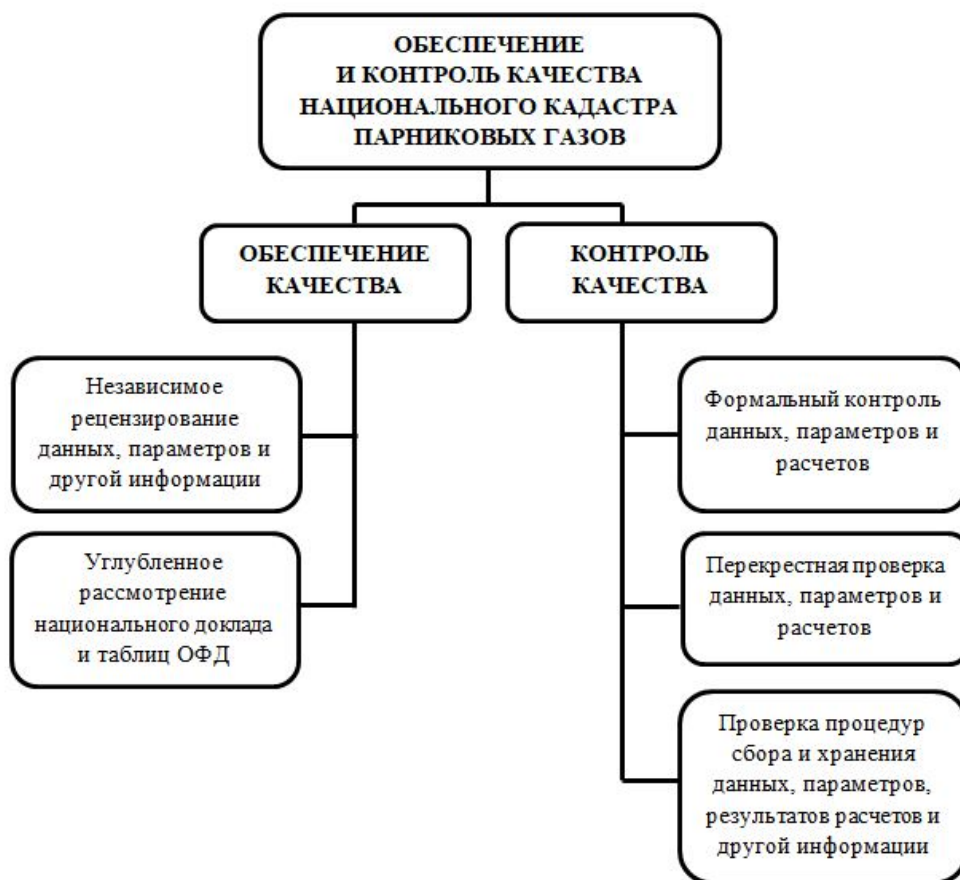 ОБЕСПЕЧЕНИЕ
И КОНТРОЛЬ КАЧЕСТВА
НАЦИОНАЛЬНОГО КАДАСТРА
ПАРНИКОВЫХ ГАЗОВ
ОБЕСПЕЧЕНИЕ
КАЧЕСТВА
КОНТРОЛЬ
КАЧЕСТВА
Независимое
рецензирование
данных, параметров и
другой информации
Углубленное
рассмотрение
национального доклада
и таблиц ОФД
Формальный контроль
данных, параметров и
расчетов
Перекрестная проверка
данных, параметров и
расчетов
Проверка процедур
сбора и хранения
данных, параметров,
результатов расчетов и
другой информации